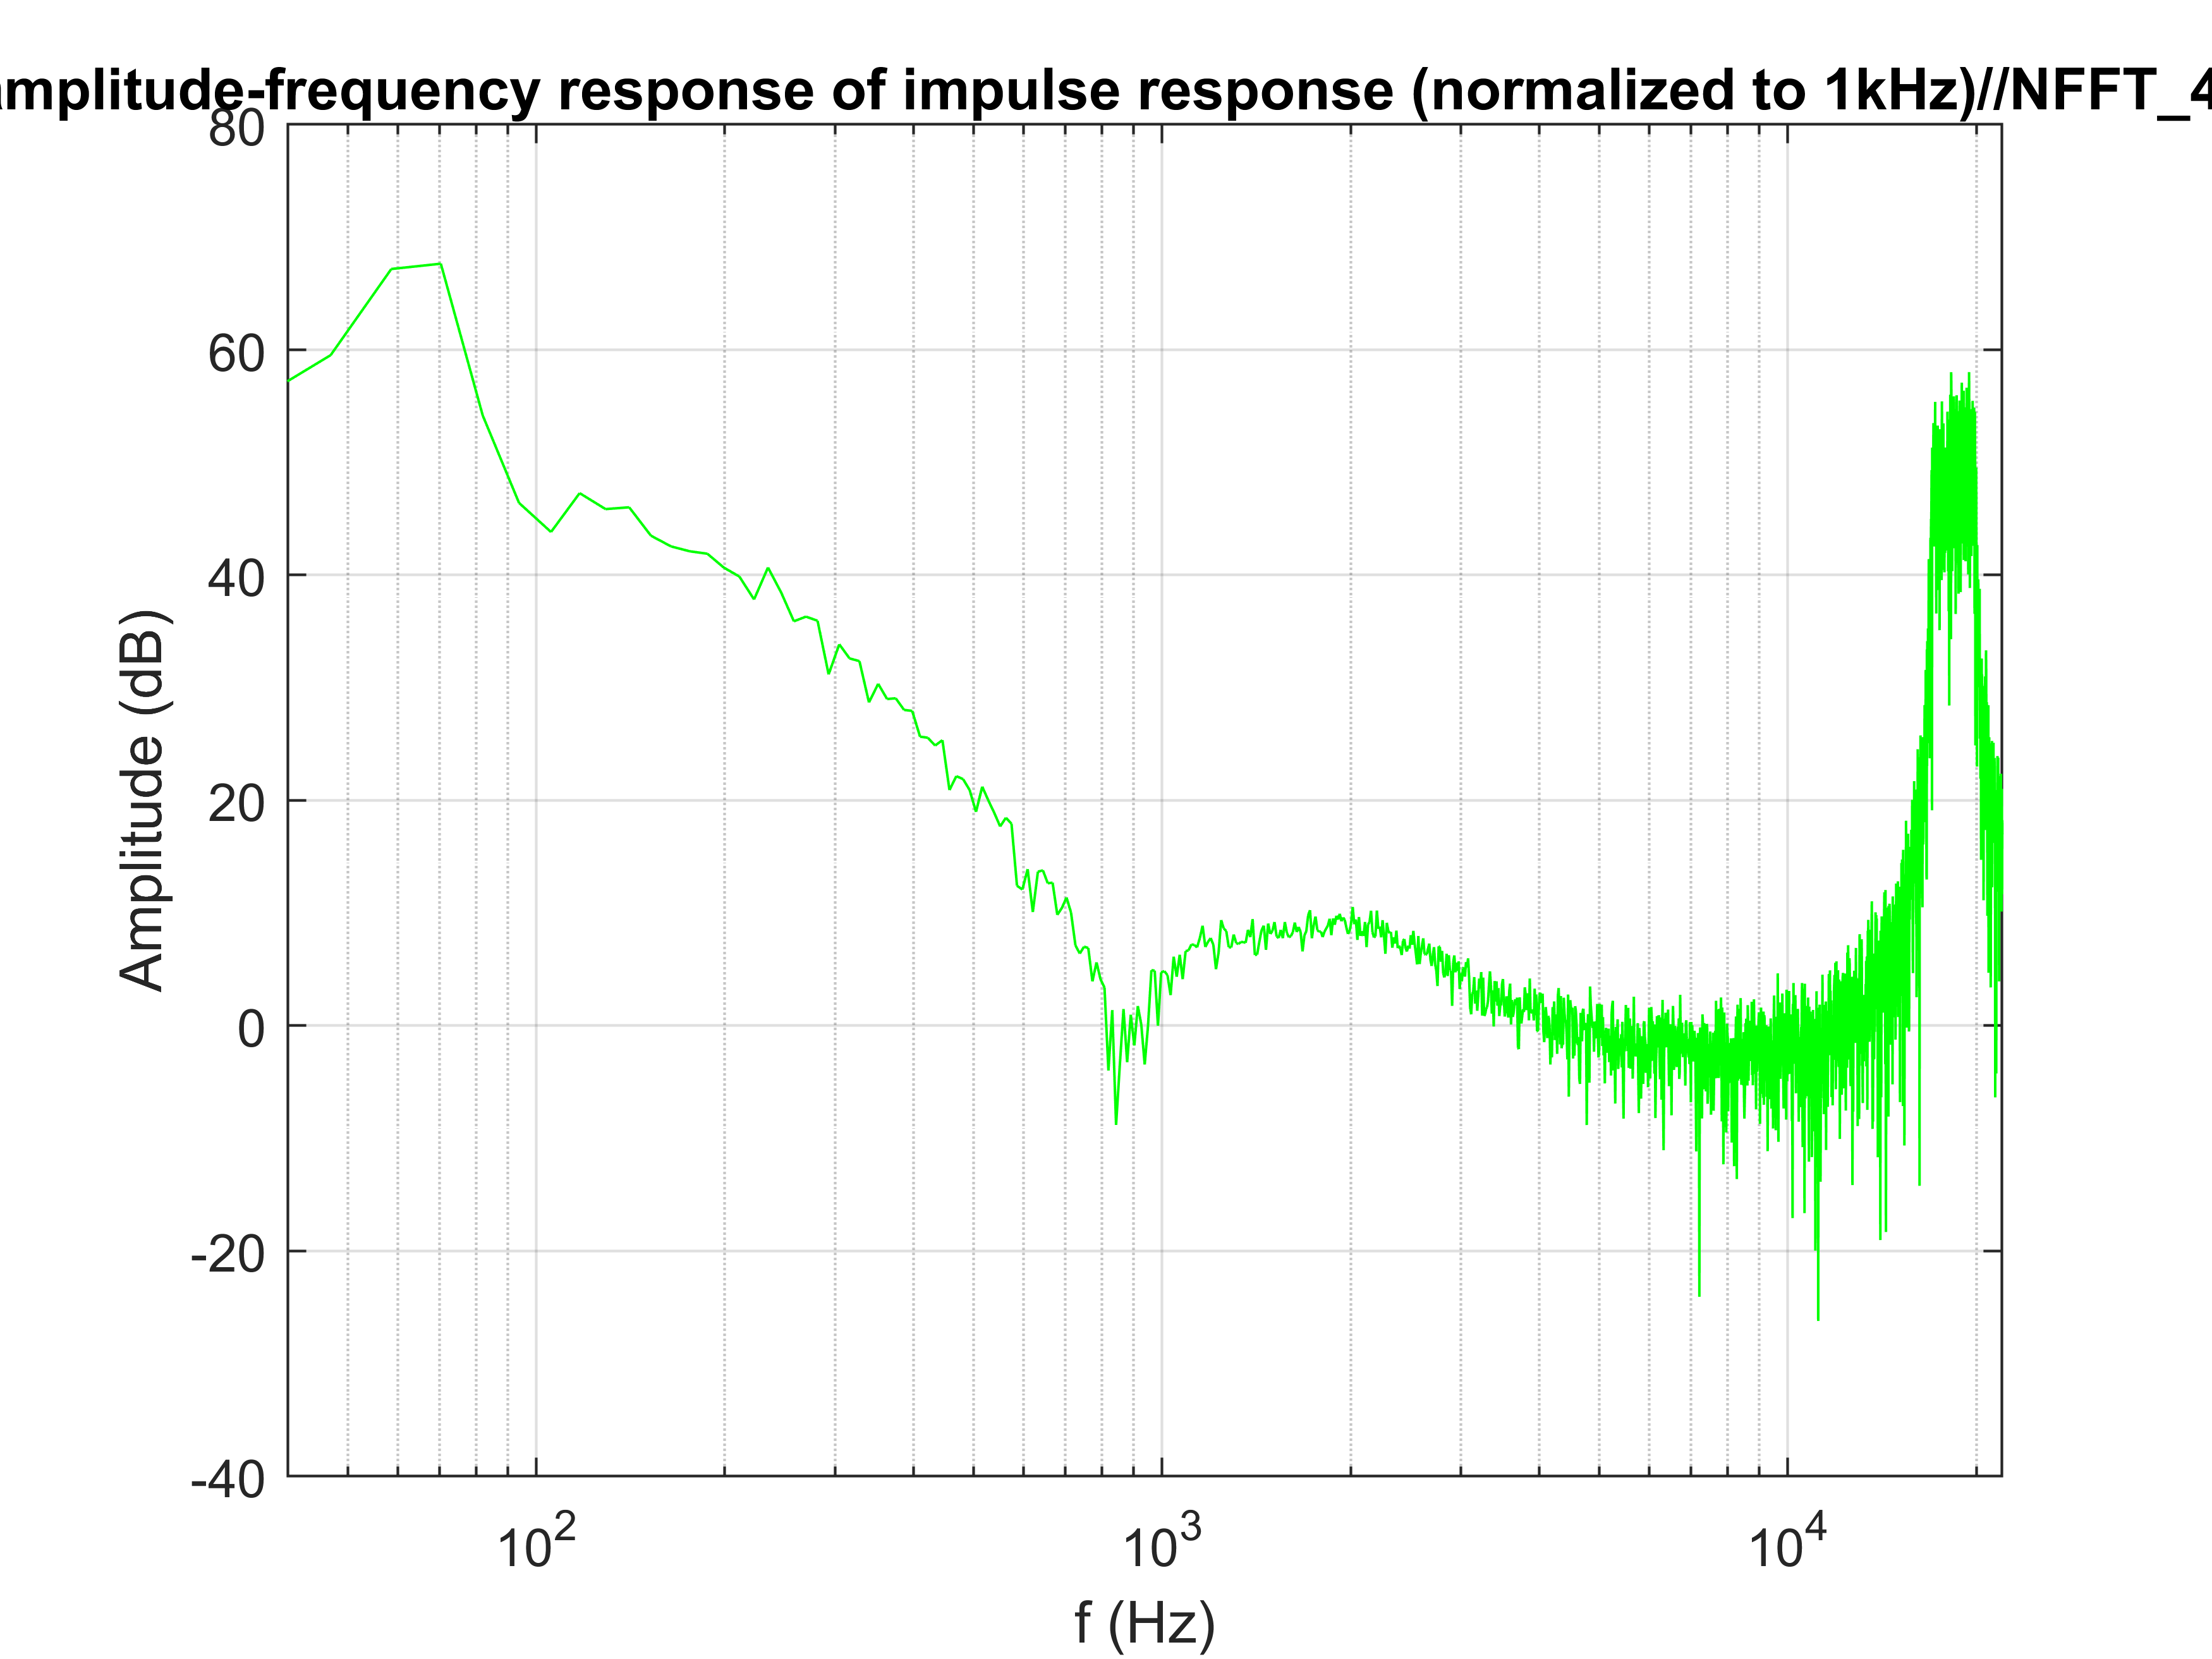 mplitude-frequency response of impulse response (normalized to 1kHz)//NFFT_4
80
60
40
20
0
-20
-40
Amplitude (dB)
10^2 10^3 10^4
f (Hz)